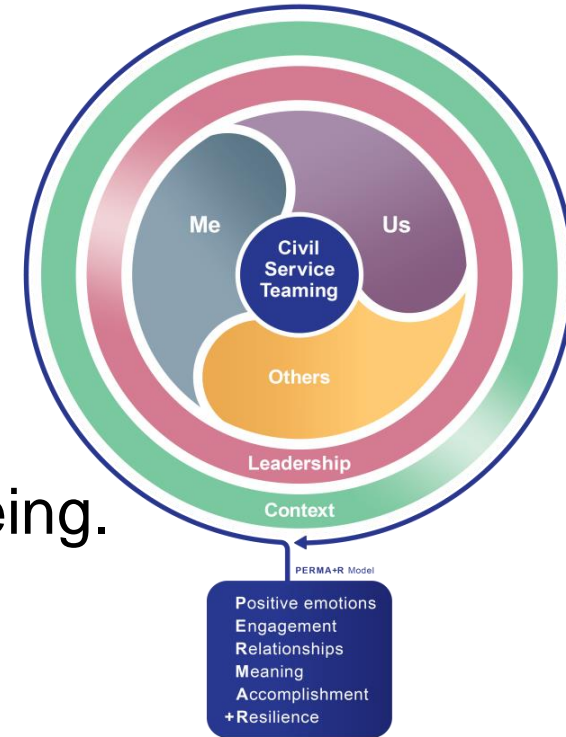 Me
Us
Civil
Service
Teaming
Others
Leadership
Context
eing.
PERMA+R Model
Positive emotions
Engagement
Relationships
Meaning
Accomplishment
+Resilience